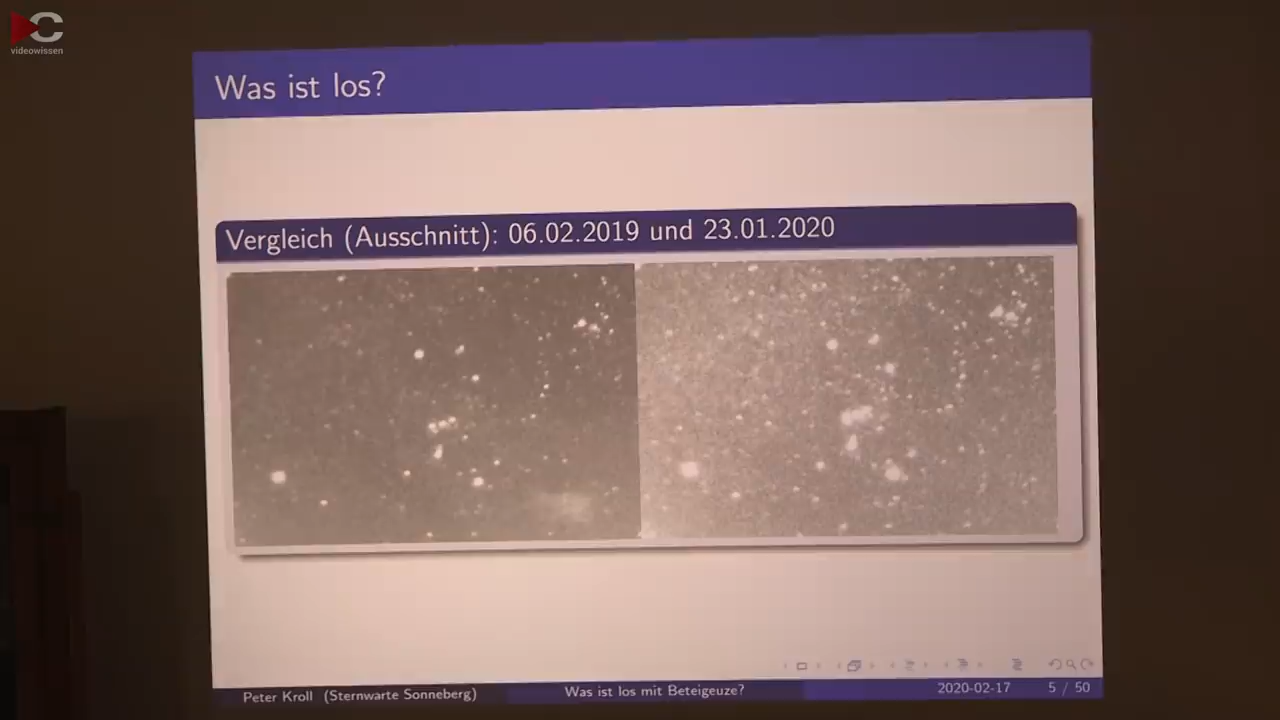 videowissen
Was ist los?
Vergleich (Ausschnitt): 06.02.2019 und 23.01.2020
Peter Kroll (Sternwarte Sonneberg)
Was ist los mit Beteigeuze?
2020-02-17
5 / 50